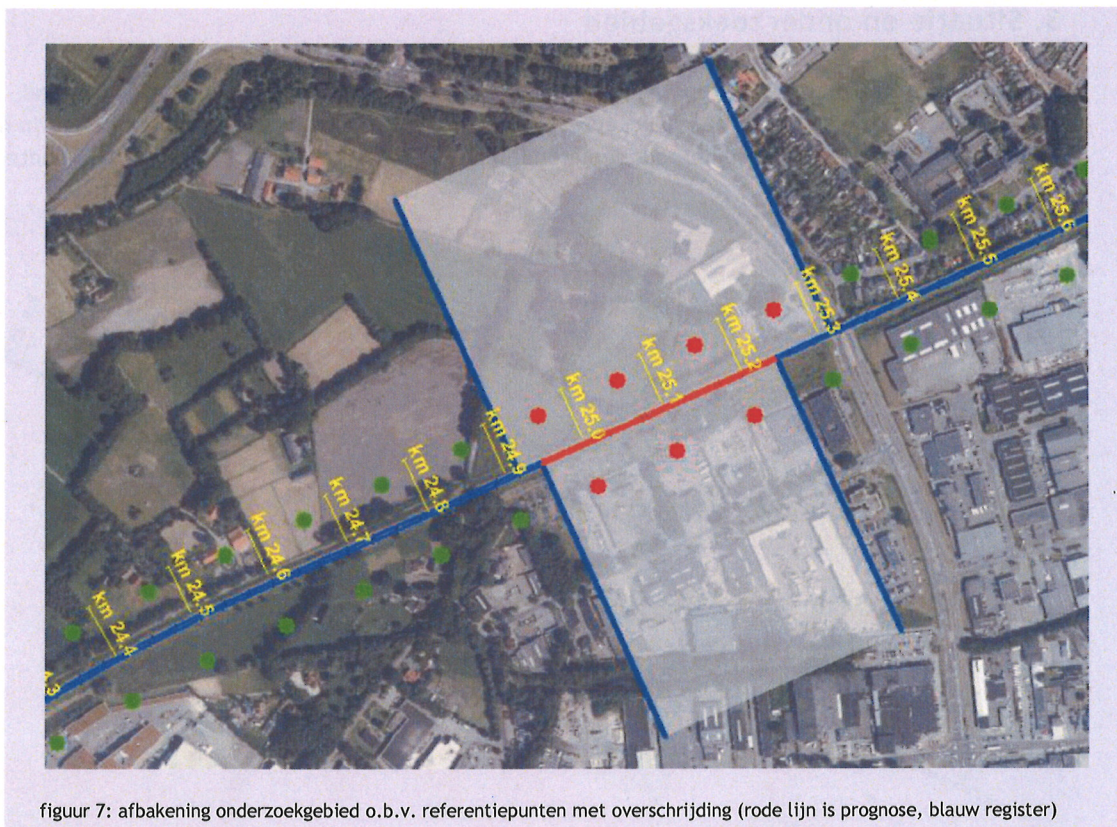 km 25.6
km 25.5
km 25.4
km 25.3
km 25.2
km 25.1
km 25.0
km 24.9
km 24.8
km 24.7
km 24.6
km 24.5
km 24.4
4.3
figuur 7: afbakening onderzoekgebied o.b.v. referentiepunten met overschrijding (rode lijn is prognose, blauw register)